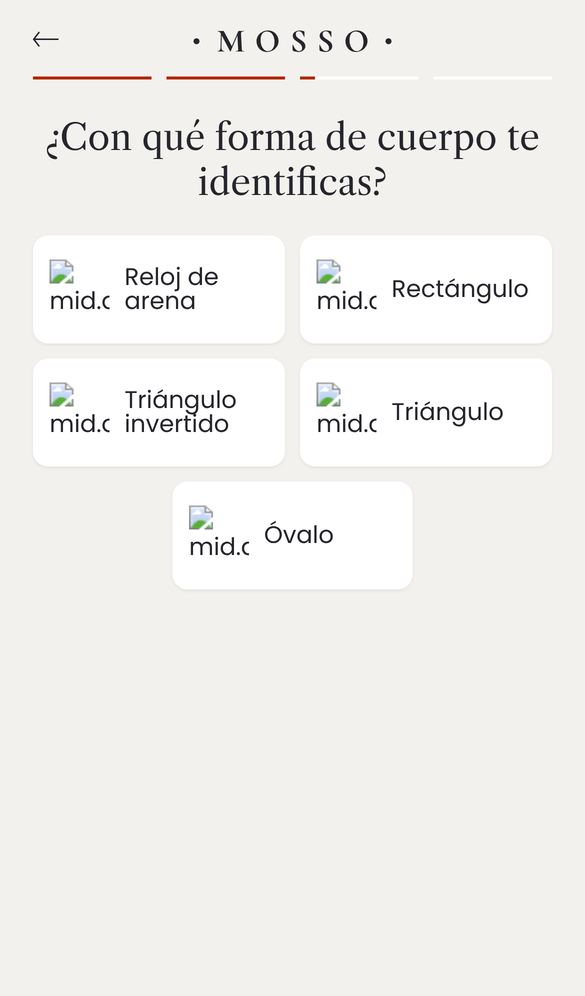 · MOSSO ·
¿Con qué forma de cuerpo te
identificas?
Reloj de
arena
mid.c
Rectángulo
mid.c
Triángulo
invertido
mid.c
Triángulo
mid.c
Óvalo
mid.c